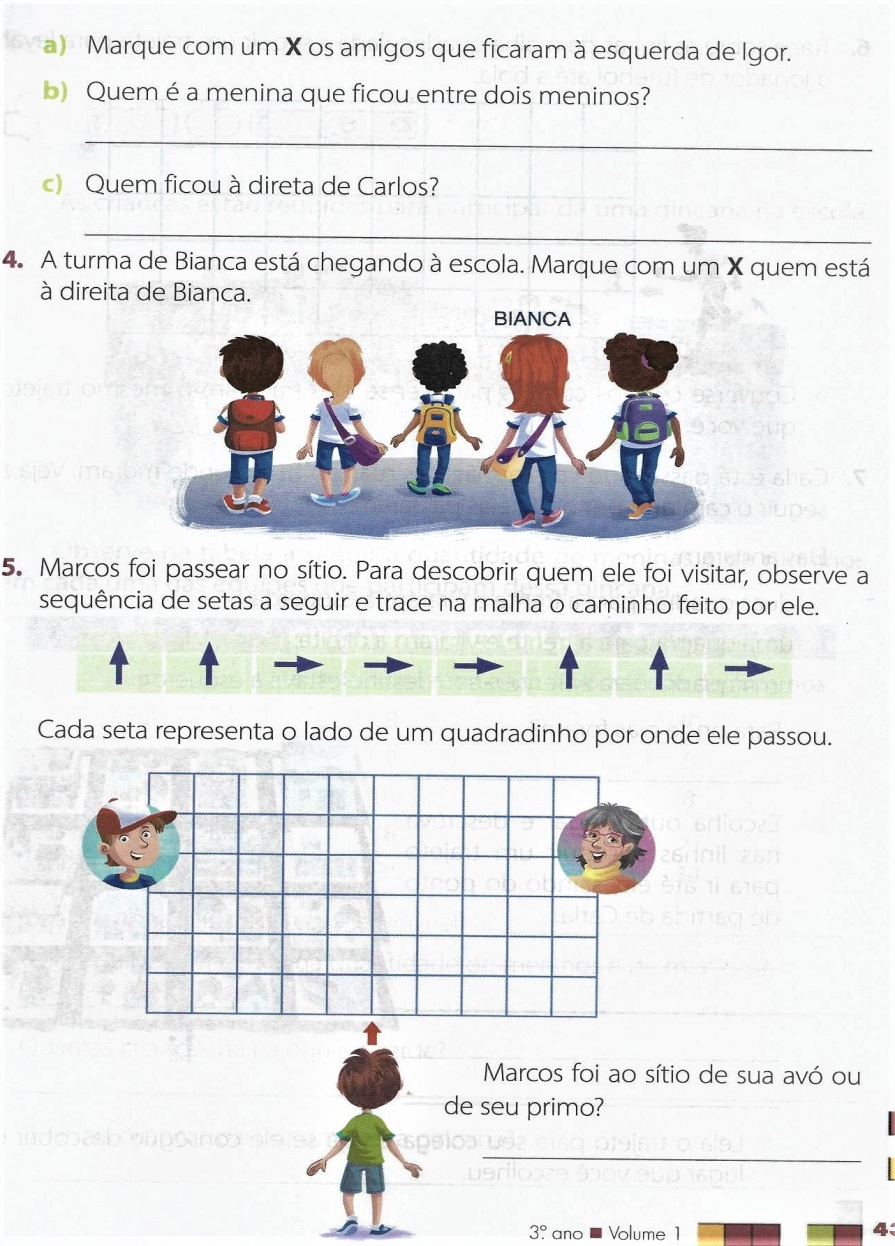 a) Marque com um X os amigos que ficaram à esquerda de Igor.
b) Quem é a menina que ficou entre dois meninos?
c) Quem ficou à direta de Carlos?
4. A turma de Bianca está chegando à escola. Marque com um X quem está
à direita de Bianca.
BIANCA
5. Marcos foi passear no sítio. Para descobrir quem ele foi visitar, observe a
sequência de setas a seguir e trace na malha o caminho feito por ele.
Cada seta representa o lado de um quadradinho por onde ele passou.
Marcos foi ao sítio de sua avó ou
de seu primo?
3º ano ■ Volume 1